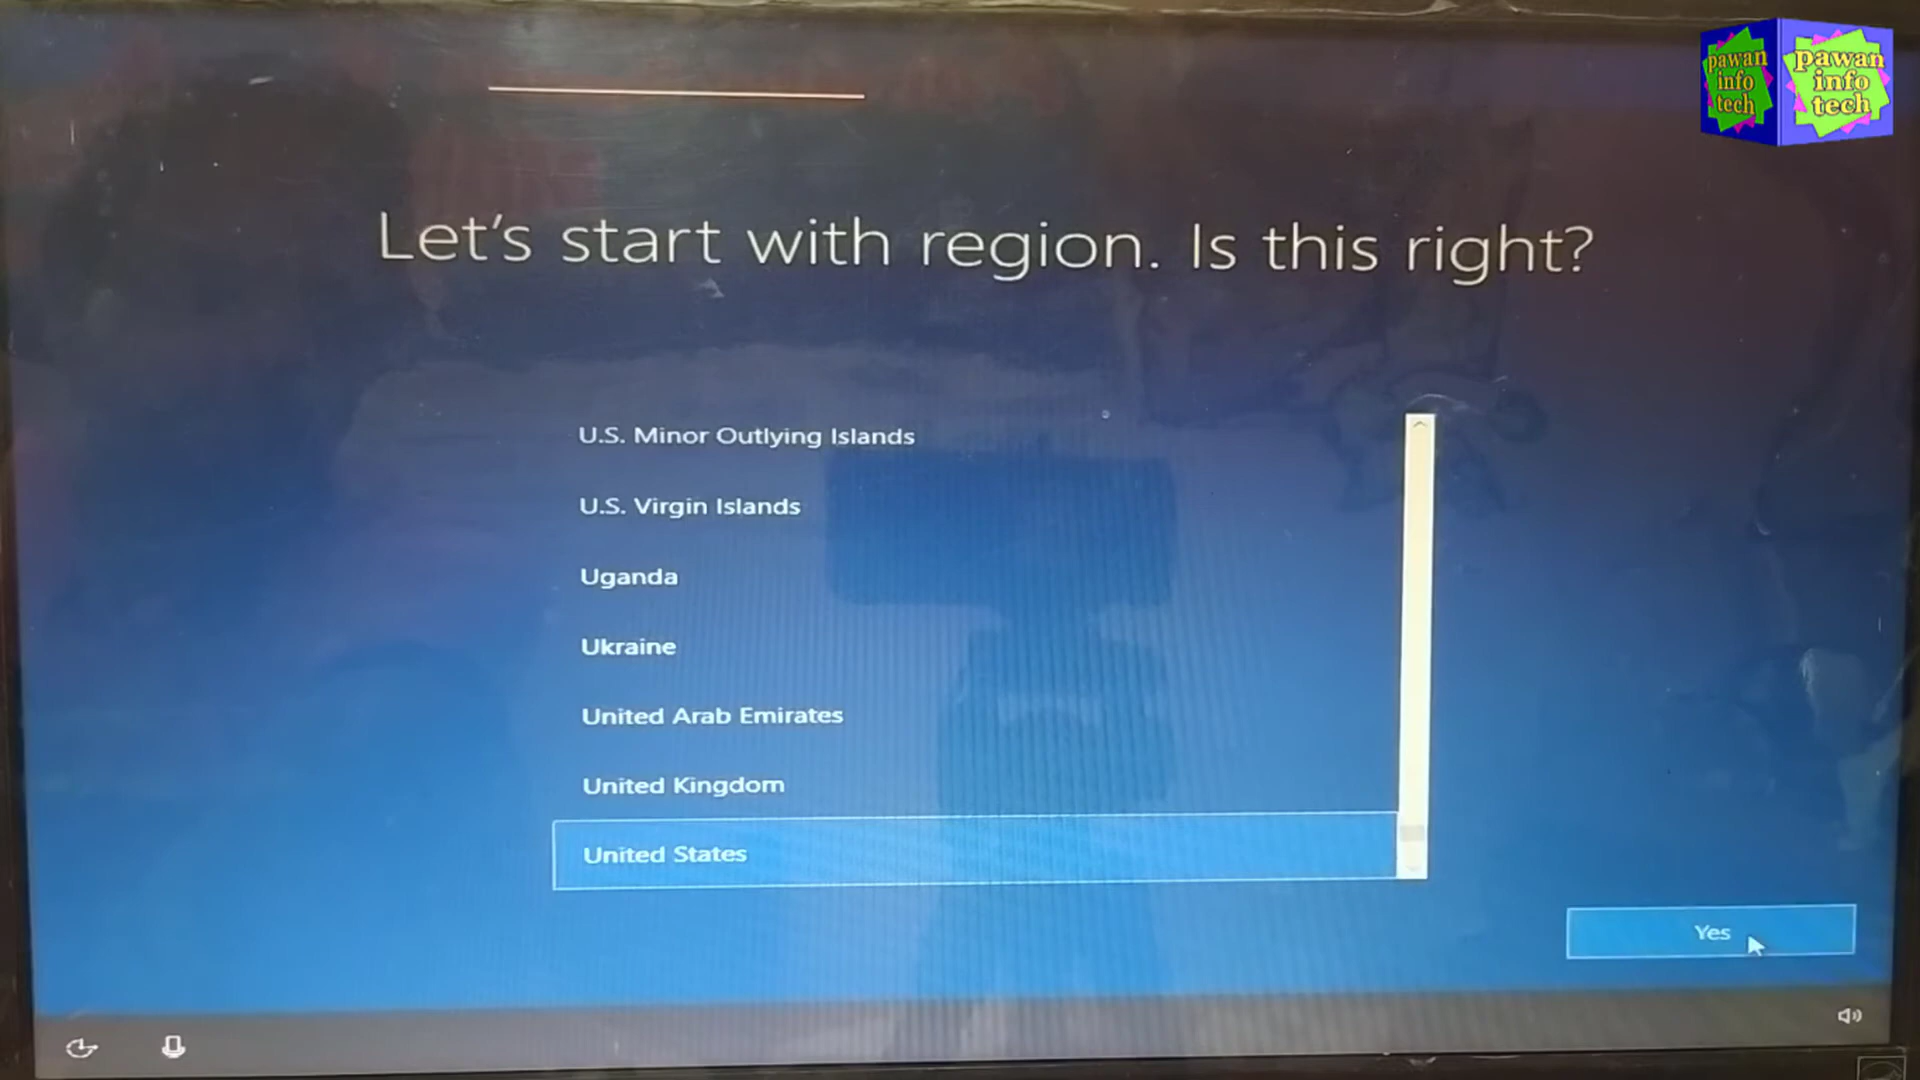 pawan
info
tech
pawan
info
tech
Let's start with region. Is this right?
U.S. Minor Outlying Islands
U.S. Virgin Islands
Uganda
Ukraine
United Arab Emirates
United Kingdom
United States
Yes